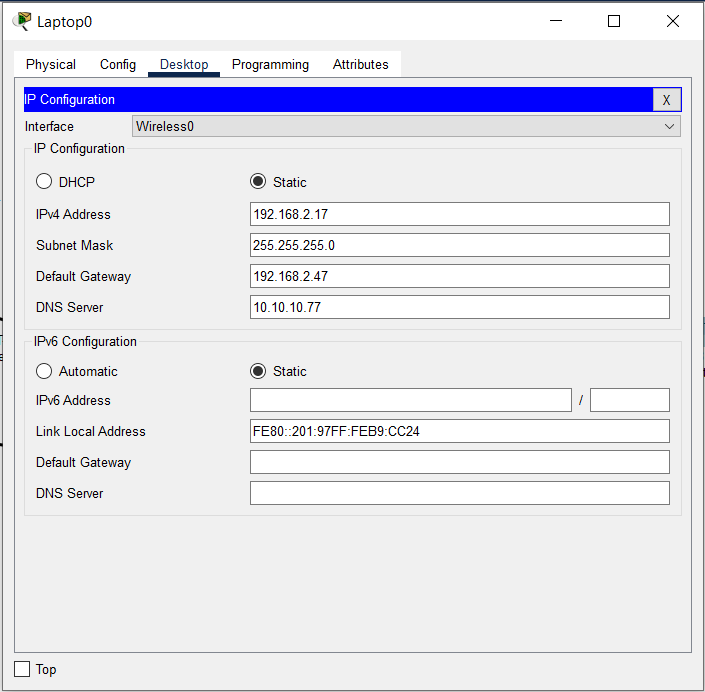 Laptop0
Physical Config Desktop Programming Attributes
IP Configuration X
Interface Wireless0
IP Configuration
DHCP Static
IPv4 Address 192.168.2.17
Subnet Mask 255.255.255.0
Default Gateway 192.168.2.47
DNS Server 10.10.10.77
IPv6 Configuration
Automatic Static
IPv6 Address /
Link Local Address FE80::201:97FF:FEB9:CC24
Default Gateway
DNS Server
Top